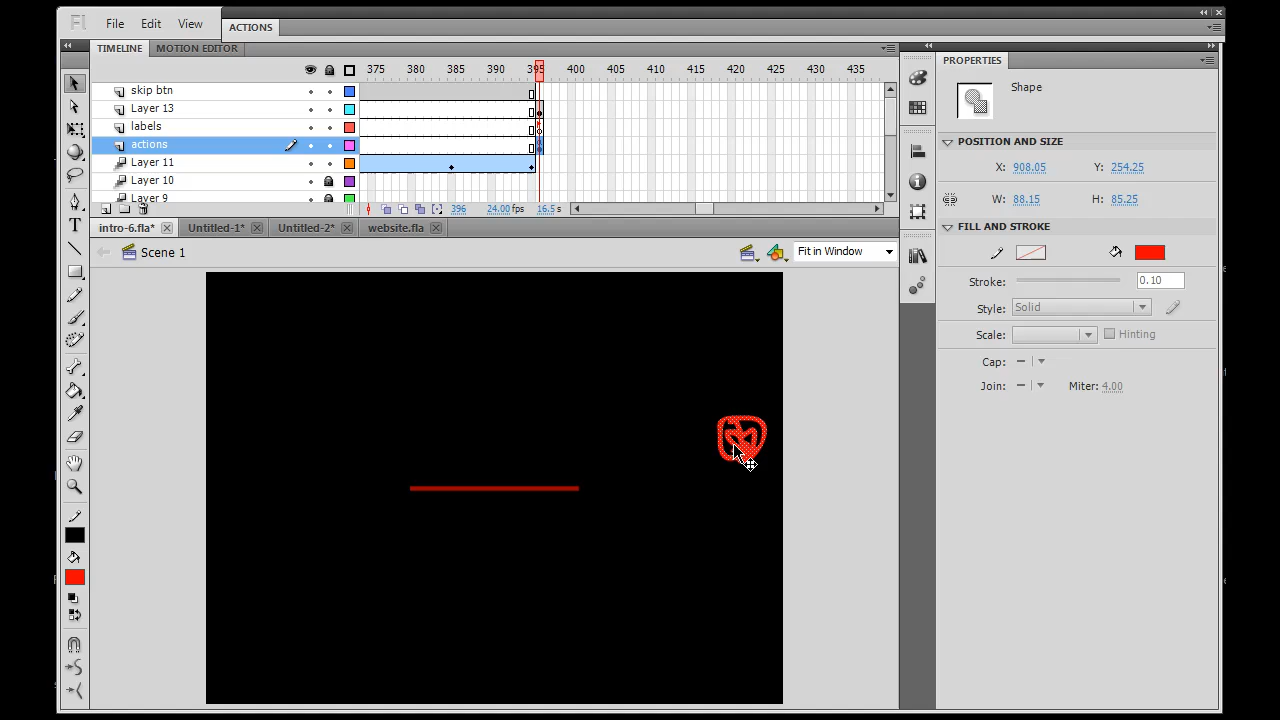 Fl File Edit View
ACTIONS
TIMELINE MOTION EDITOR
375 380 385 390 395 400 405 410 415 420 425 430 435
skip btn
Layer 13
labels
actions
Layer 11
Layer 10
Layer 9
396 24.00 fps 16.5 s
intro-6.fla* Untitled-1* Untitled-2* website.fla
Scene 1
Fit in Window
PROPERTIES
Shape
POSITION AND SIZE
X: 908.05 Y: 254.25
W: 88.15 H: 85.25
FILL AND STROKE
Stroke: 0.10
Style: Solid
Scale: Hinting
Cap:
Join: Miter: 4.00